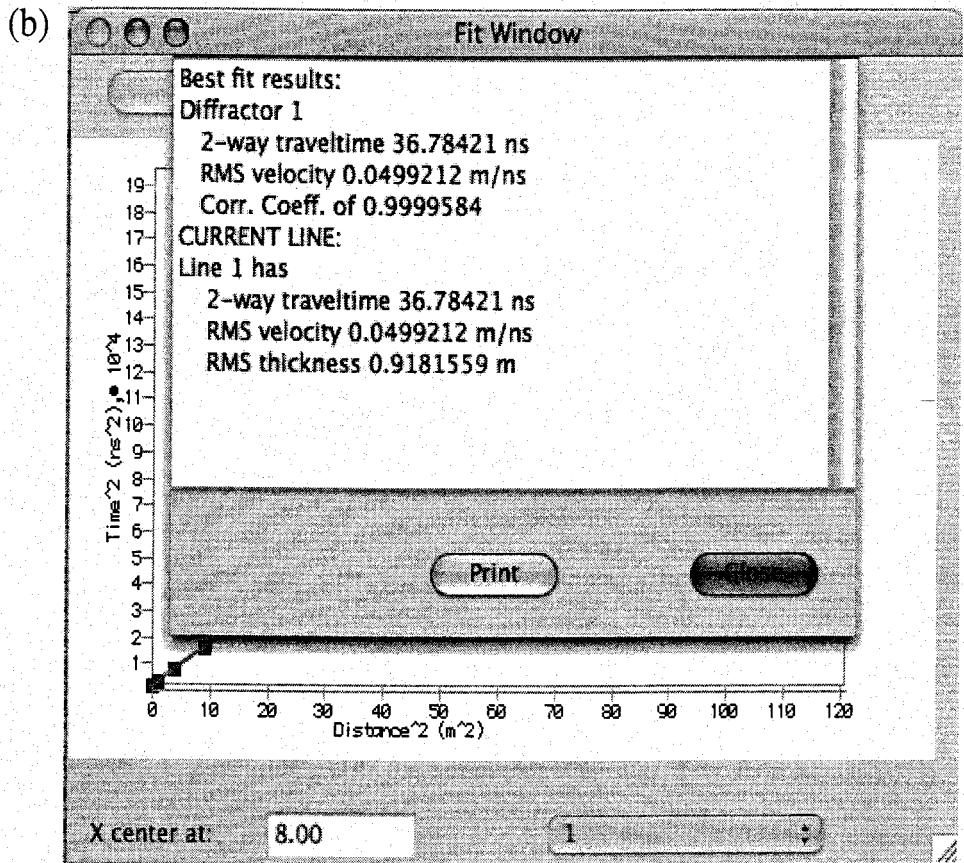 (b)
Fit Window
Best fit results:
Diffractor 1
2-way traveltime 36.78421 ns
RMS velocity 0.0499212 m/ns
Corr. Coeff. of 0.9999584
CURRENT LINE:
Line 1 has
2-way traveltime 36.78421 ns
RMS velocity 0.0499212 m/ns
RMS thickness 0.9181559 m
Print
Close
Time^2 (ns^2),* 10^4
19
18
17
16
15
14
13
12
11
10
9
8
7
6
5
4
3
2
1
0 10 20 30 40 50 60 70 80 90 100 110 120
Distance^2 (m^2)
X center at: 8.00 1